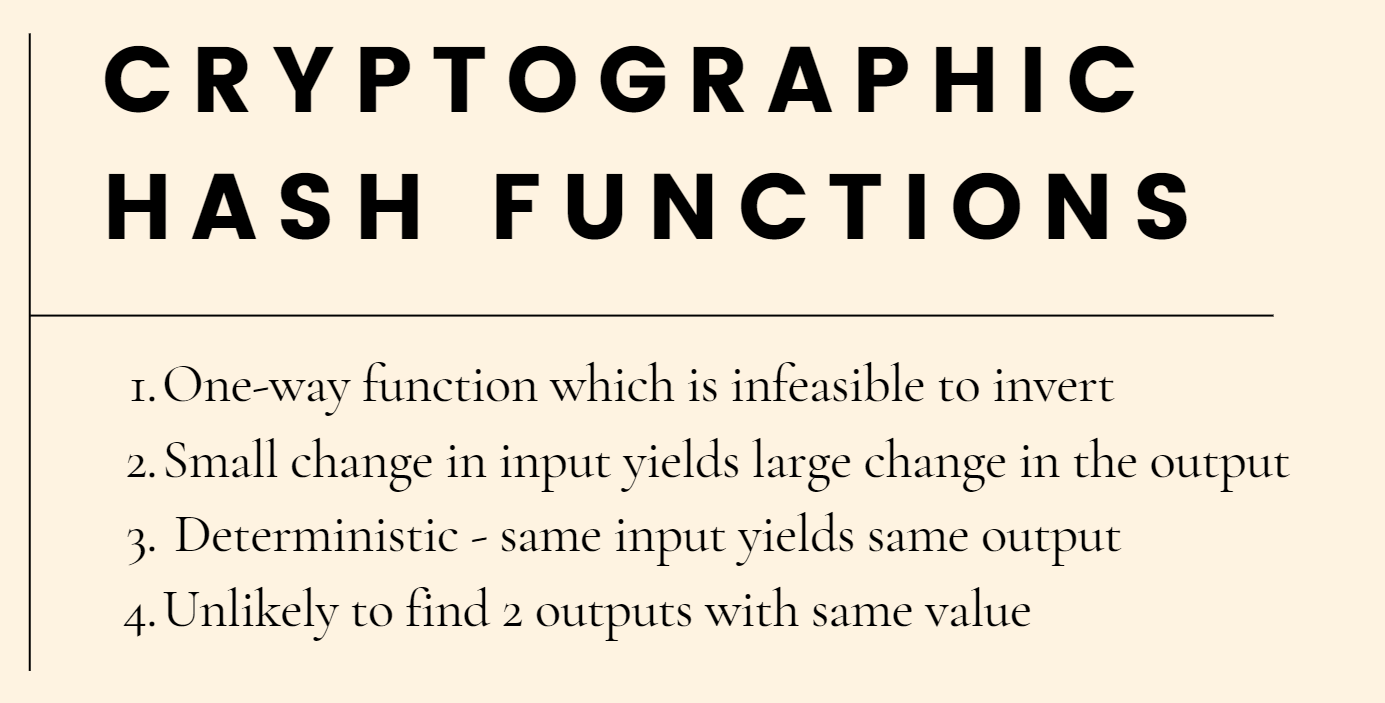 CRYPTOGRAPHIC
HASH FUNCTIONS
1. One-way function which is infeasible to invert
2. Small change in input yields large change in the output
3. Deterministic - same input yields same output
4. Unlikely to find 2 outputs with same value